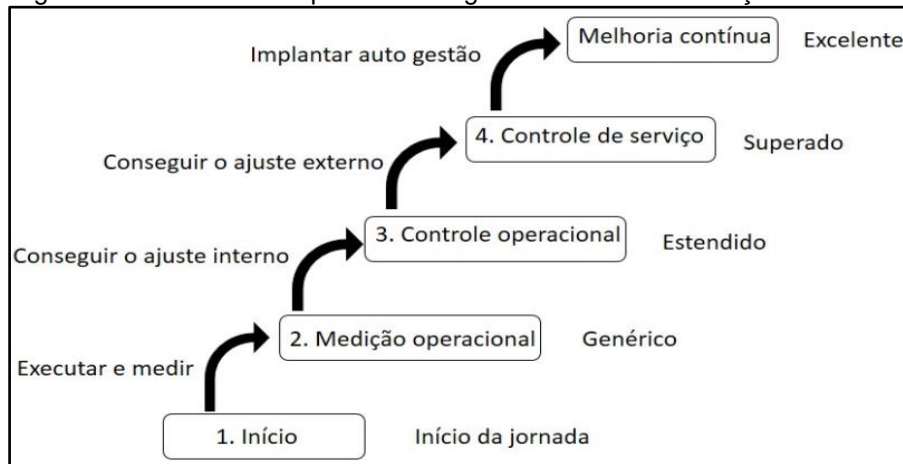 Melhoria contínua Excelente
Implantar auto gestão
4. Controle de serviço Superado
Conseguir o ajuste externo
3. Controle operacional Estendido
Conseguir o ajuste interno
2. Medição operacional Genérico
Executar e medir
1. Início Início da jornada